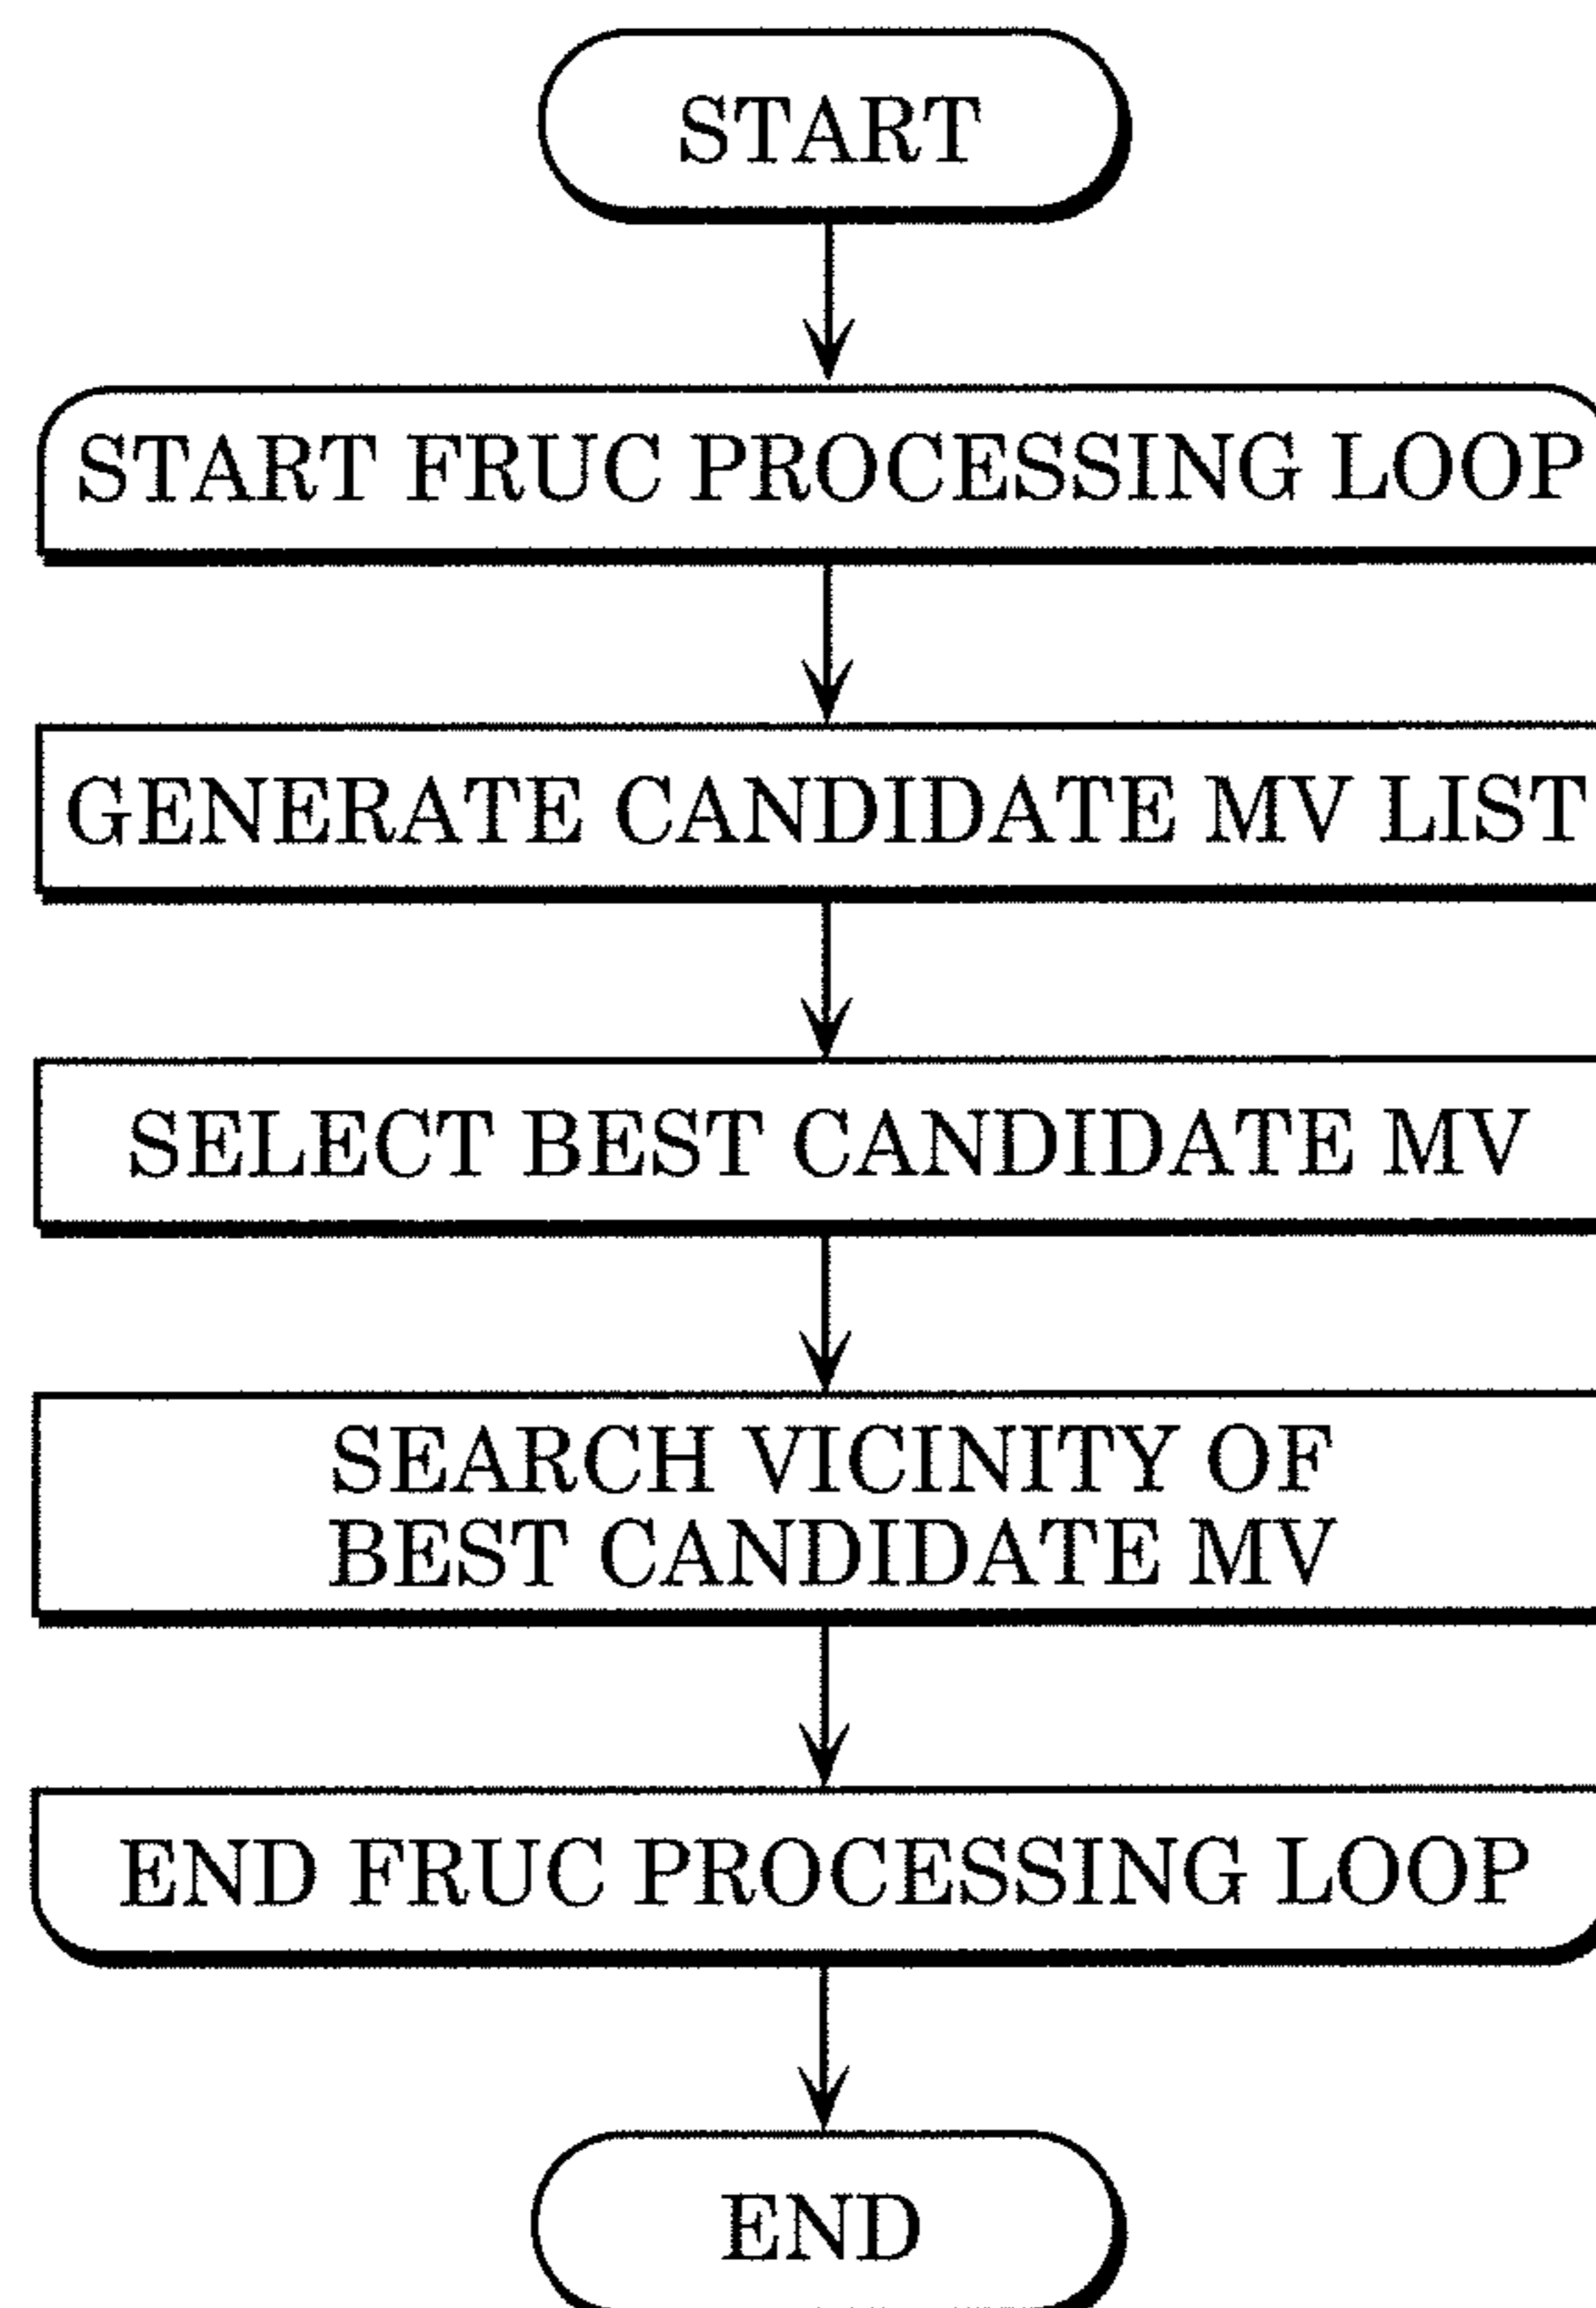 START
START FRUC PROCESSING LOOP
GENERATE CANDIDATE MV LIST
SELECT BEST CANDIDATE MV
SEARCH VICINITY OF
BEST CANDIDATE MV
END FRUC PROCESSING LOOP
END